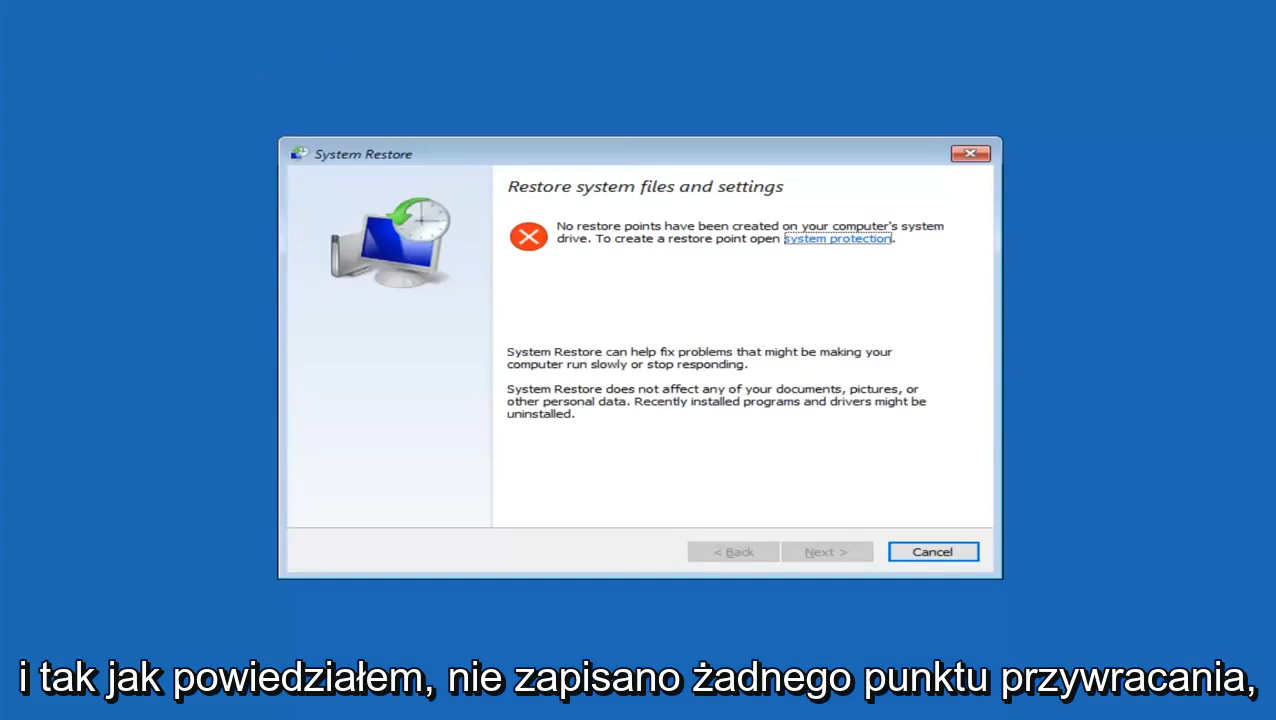 System Restore
Restore system files and settings
No restore points have been created on your computer's system
drive. To create a restore point open system protection.
System Restore can help fix problems that might be making your
computer run slowly or stop responding.
System Restore does not affect any of your documents, pictures, or
other personal data. Recently installed programs and drivers might be
uninstalled.
< Back Next > Cancel
i tak jak powiedziałem, nie zapisano żadnego punktu przywracania,